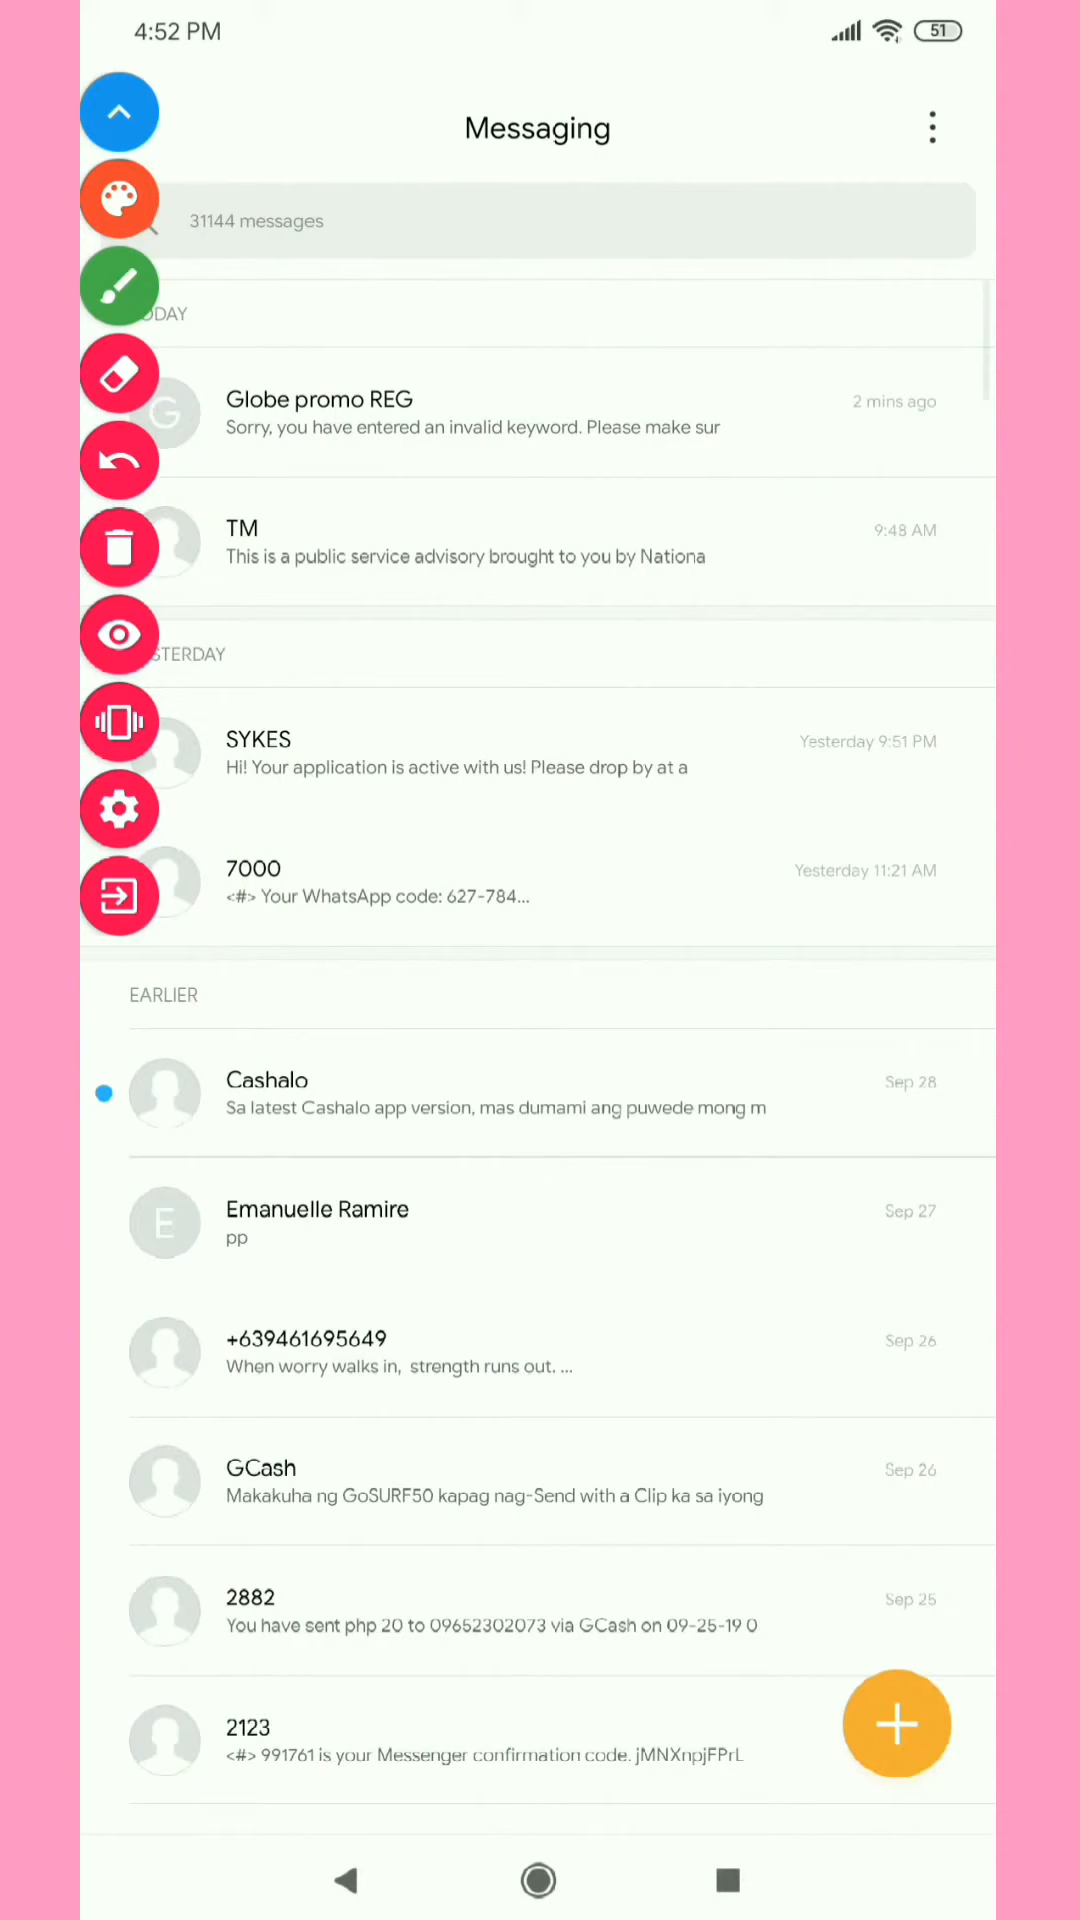 4:52 PM
51
Messaging
31144 messages
ODAY
G
Globe promo REG
2 mins ago
Sorry, you have entered an invalid keyword. Please make sur
TM
9:48 AM
This is a public service advisory brought to you by Nationa
STERDAY
SYKES
Yesterday 9:51 PM
Hi! Your application is active with us! Please drop by at a
7000
Yesterday 11:21 AM
<#> Your WhatsApp code: 627-784...
EARLIER
Cashalo
Sep 28
Sa latest Cashalo app version, mas dumami ang puwede mong m
E
Emanuelle Ramire
Sep 27
pp
+639461695649
Sep 26
When worry walks in, strength runs out. ...
GCash
Sep 26
Makakuha ng GoSURF50 kapag nag-Send with a Clip ka sa iyong
2882
Sep 25
You have sent php 20 to 09652302073 via GCash on 09-25-19 0
2123
<#> 991761 is your Messenger confirmation code. jMNXnpjFPrL